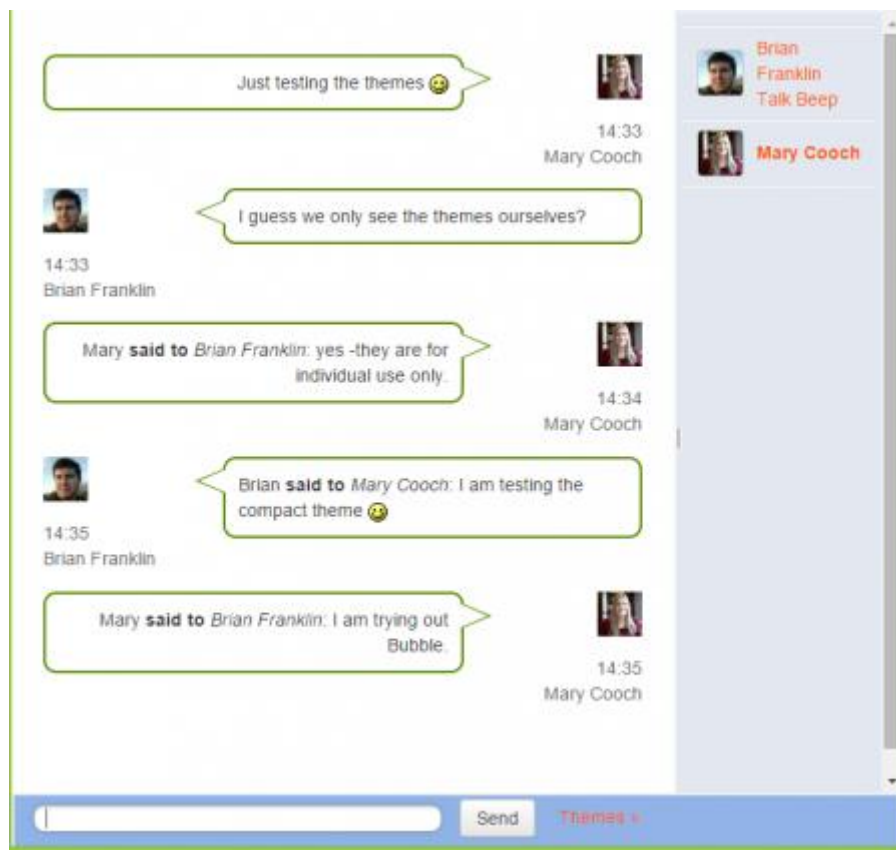 Just testing the themes
14:33
Mary Cooch
I guess we only see the themes ourselves?
14:33
Brian Franklin
Mary said to Brian Franklin: yes -they are for
individual use only.
14:34
Mary Cooch
Brian said to Mary Cooch: I am testing the
compact theme
14:35
Brian Franklin
Mary said to Brian Franklin: I am trying out
Bubble.
14:35
Mary Cooch
Brian
Franklin
Talk Beep
Mary Cooch
Send
Themes »